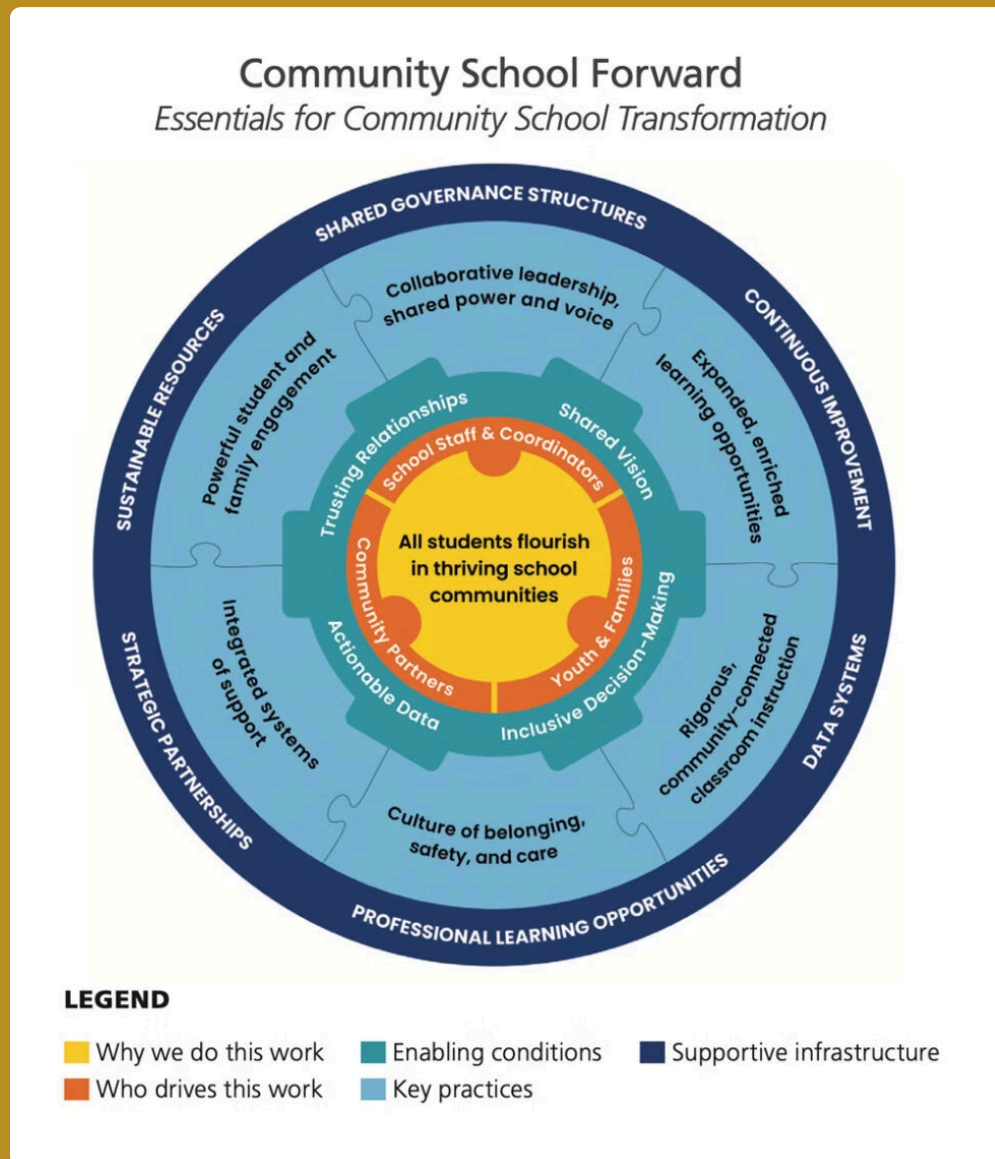 Community School Forward
Essentials for Community School Transformation
SHARED GOVERNANCE STRUCTURES
CONTINUOUS IMPROVEMENT
DATA SYSTEMS
PROFESSIONAL LEARNING OPPORTUNITIES
STRATEGIC PARTNERSHIPS
SUSTAINABLE RESOURCES
Collaborative leadership,
shared power and voice
Expanded, enriched
learning opportunities
Rigorous,
community-connected
classroom instruction
Culture of belonging,
safety, and care
Integrated systems
of support
Powerful student and
family engagement
Trusting Relationships
Shared Vision
Inclusive Decision-Making
Actionable Data
School Staff & Coordinators
Youth & Families
Community Partners
All students flourish
in thriving school
communities
LEGEND
Why we do this work
Who drives this work
Enabling conditions
Key practices
Supportive infrastructure